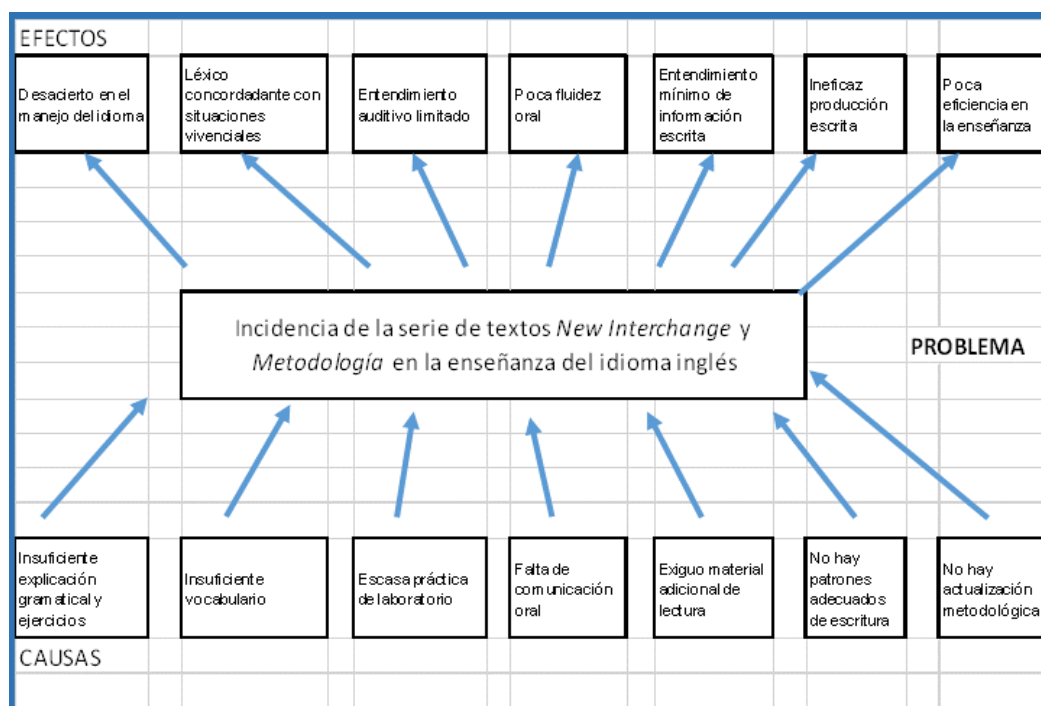 EFECTOS
Desacierto en el
manejo del idioma
Léxico
concordadante con
situaciones
vivenciales
Entendimiento
auditivo limitado
Poca fluidez
oral
Entendimiento
mínimo de
información
escrita
Ineficaz
producción
escrita
Poca
eficiencia en
la enseñanza
Incidencia de la serie de textos New Interchange y
Metodología en la enseñanza del idioma inglés
PROBLEMA
Insuficiente
explicación
gramatical y
ejercicios
Insuficiente
vocabulario
Escasa práctica
de laboratorio
Falta de
comunicación
oral
Exiguo material
adicional de
lectura
No hay
patrones
adecuados
de escritura
No hay
actualización
metodológica
CAUSAS